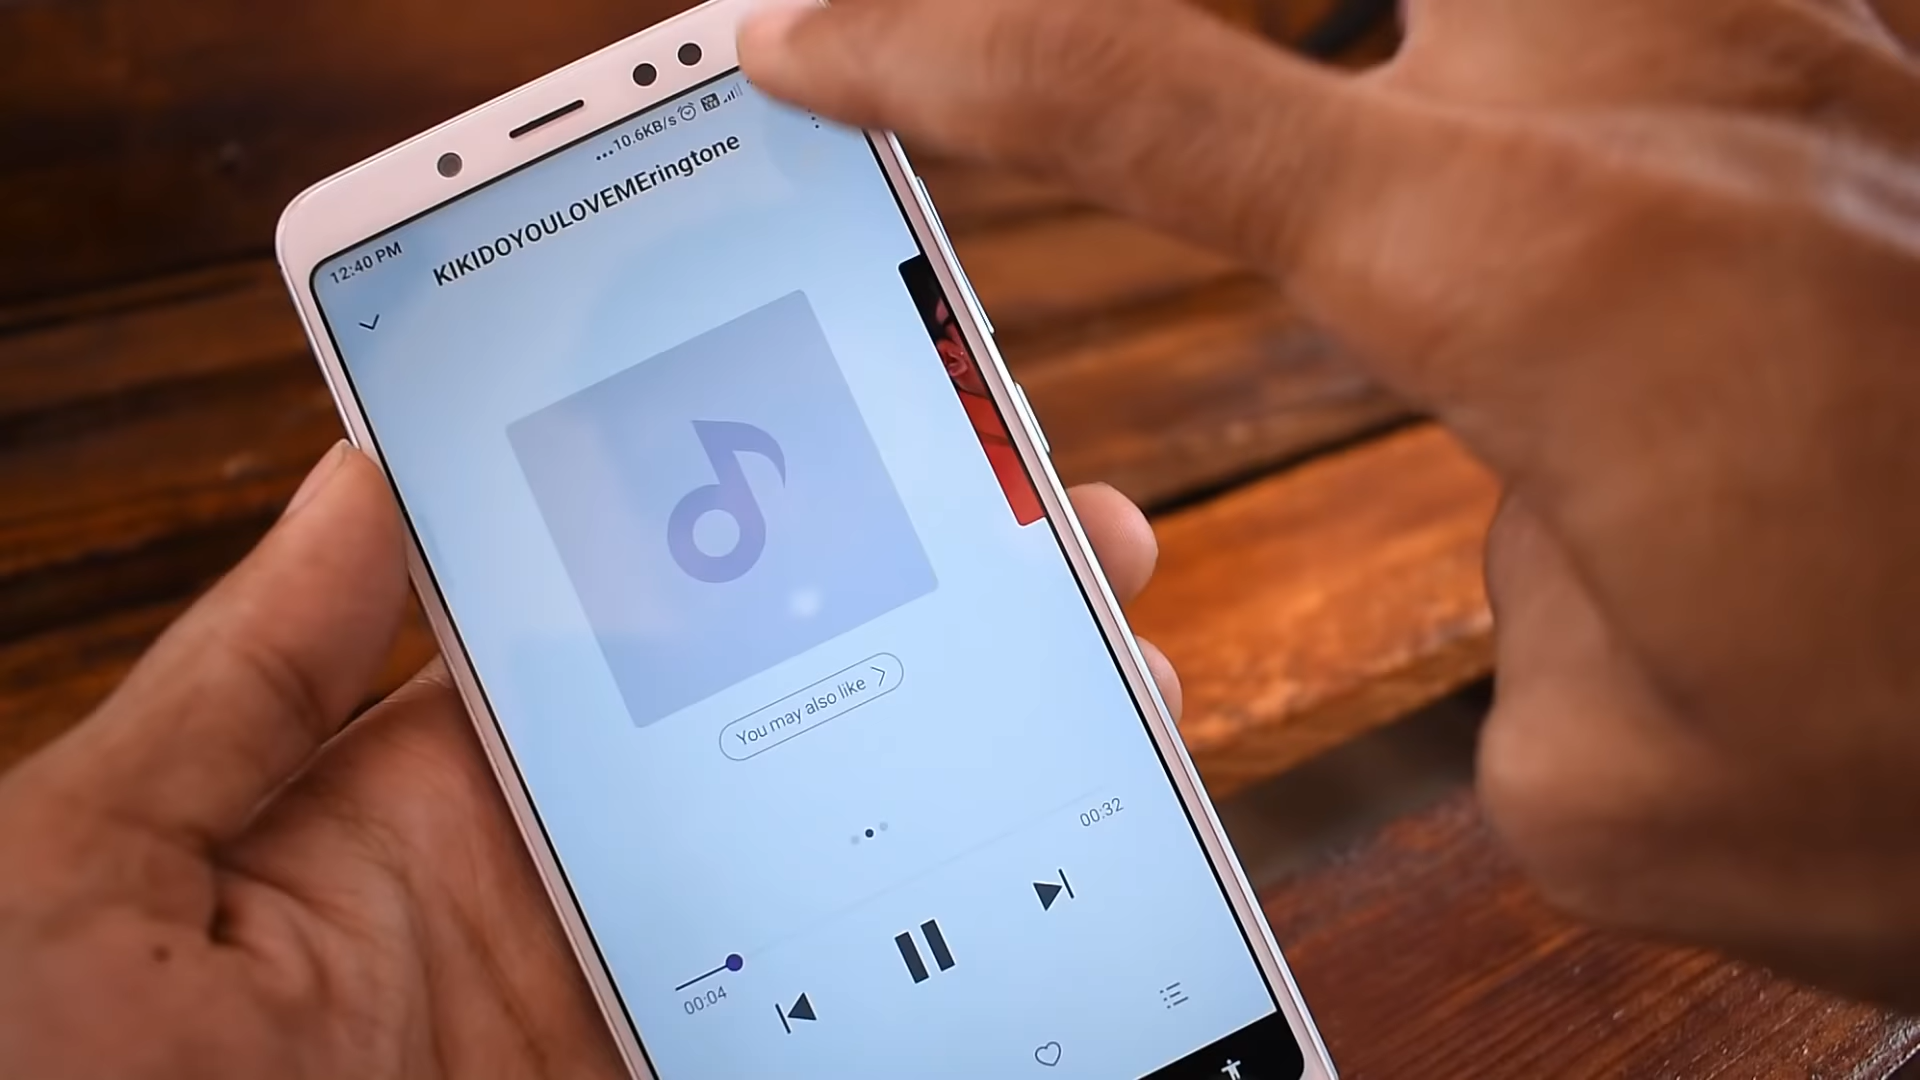 12:40 PM
...10.6KB/s
KIKIDOYOULOVEMEringtone
You may also like
00:32
00:04